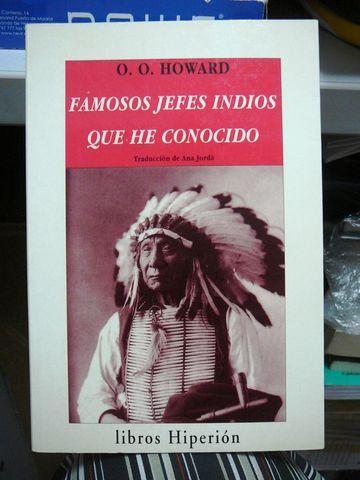 O. O. HOWARD
FAMOSOS JEFES INDIOS
QUE HE CONOCIDO
Traducción de Ana Jordá
libros Hiperión